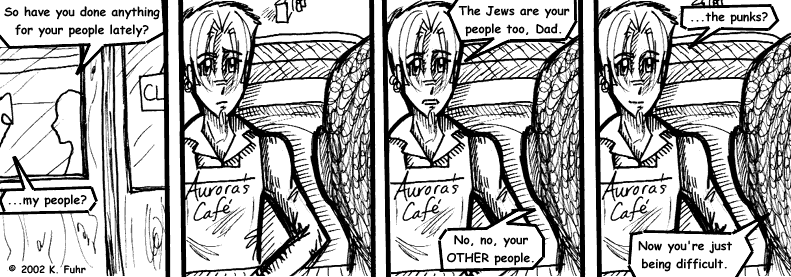 So have you done anything
for your people lately?
...my people?
CL
© 2002 K. Fuhr
Aurora's
Café
The Jews are your
people too, Dad.
Aurora's
Café
No, no, your
OTHER people.
...the punks?
Aurora's
Café
Now you're just
being difficult.